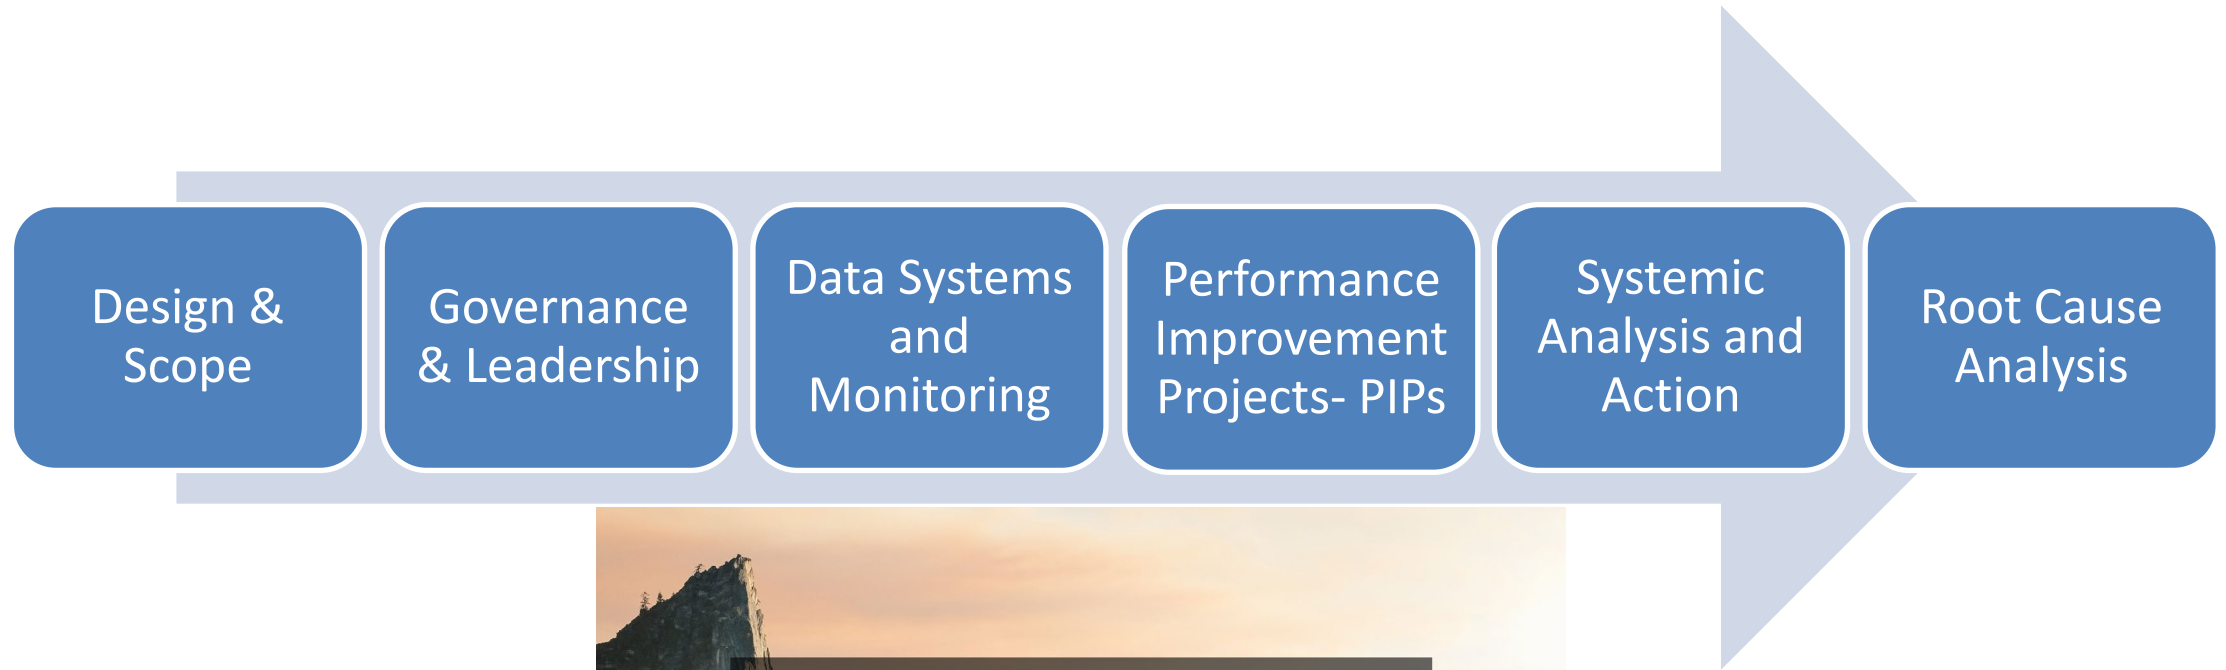 Design &
Scope
Governance
& Leadership
Data Systems
and
Monitoring
Performance
Improvement
Projects- PIPs
Systemic
Analysis and
Action
Root Cause
Analysis